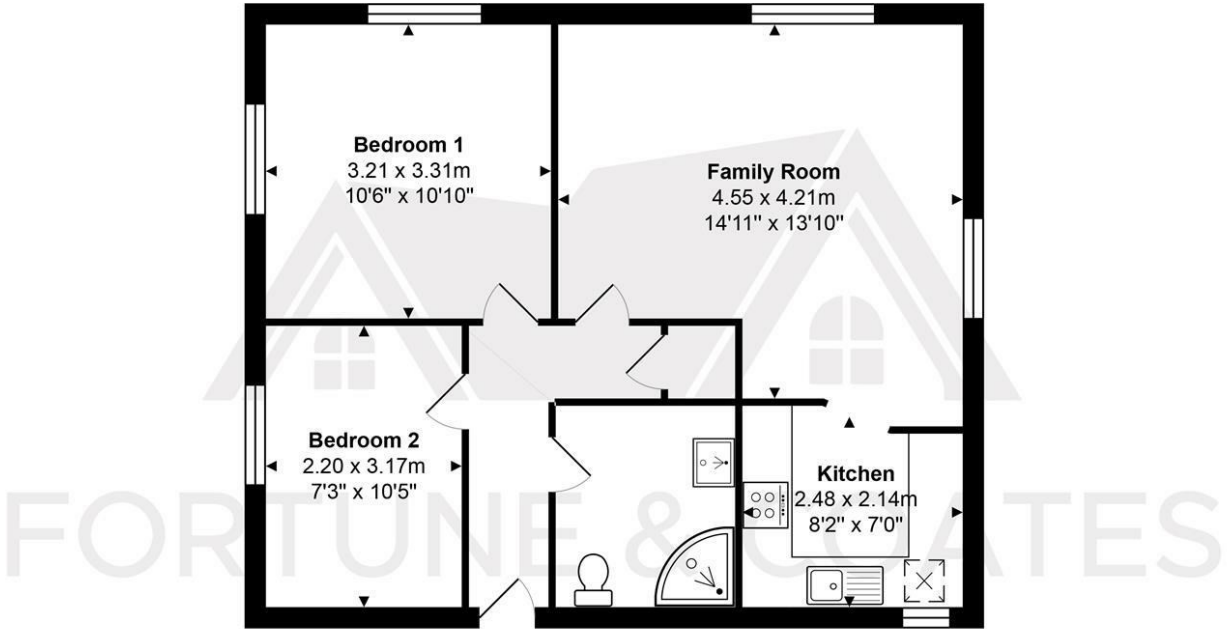 Bedroom 1
3.21 x 3.31m
10'6" x 10'10"
Family Room
4.55 x 4.21m
14'11" x 13'10"
Bedroom 2
2.20 x 3.17m
7'3" x 10'5"
Kitchen
2.48 x 2.14m
8'2" x 7'0"
FORTUNE & COATES